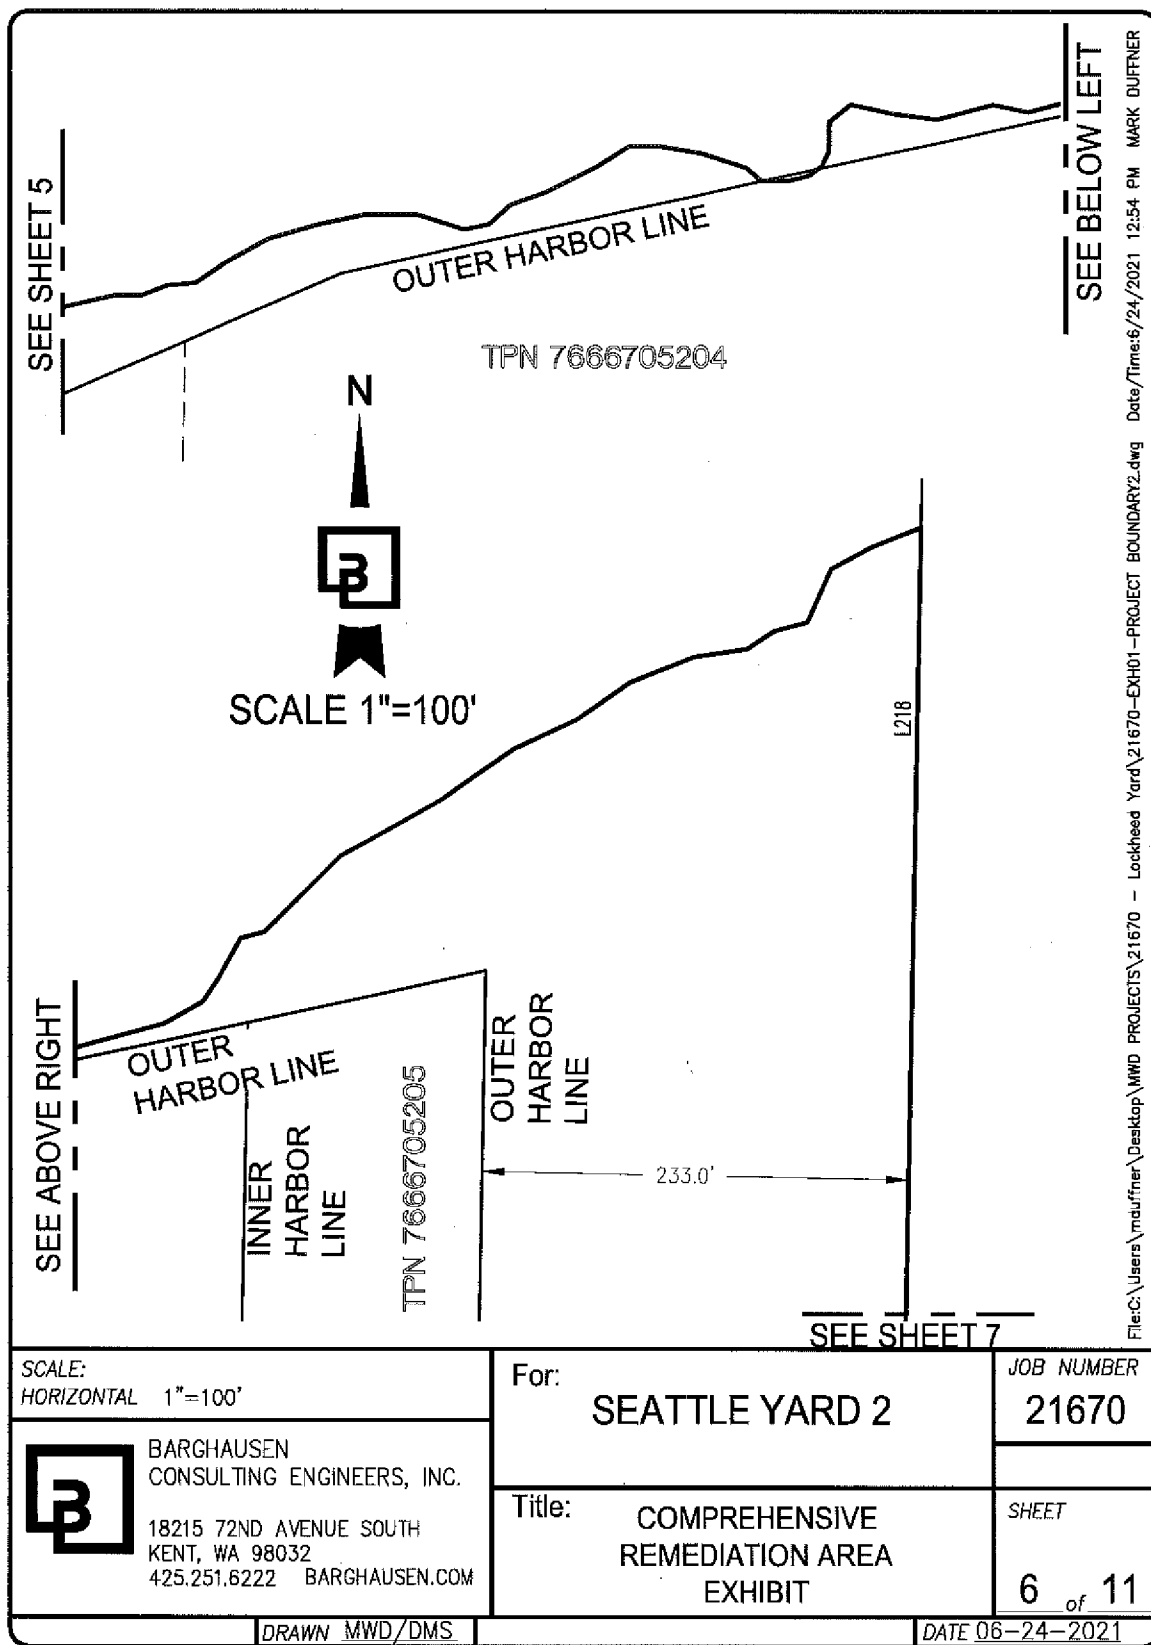 SEE SHEET 5
OUTER HARBOR LINE
SEE BELOW LEFT
TPN 7666705204
N
B
SCALE 1"=100'
L218
SEE ABOVE RIGHT
OUTER
HARBOR LINE
INNER
HARBOR
LINE
TPN 7666705205
OUTER
HARBOR
LINE
233.0'
SEE SHEET 7
File:C:\Users\mduffner\Desktop\MWD PROJECTS\21670 - Lockheed Yard\21670-EXH01-PROJECT BOUNDARY2.dwg Date/Time:6/24/2021 12:54 PM MARK DUFFNER
SCALE:
HORIZONTAL 1"=100'
B
BARGHAUSEN
CONSULTING ENGINEERS, INC.
18215 72ND AVENUE SOUTH
KENT, WA 98032
425.251.6222 BARGHAUSEN.COM
For:
SEATTLE YARD 2
JOB NUMBER
21670
Title:
COMPREHENSIVE
REMEDIATION AREA
EXHIBIT
SHEET
6 of 11
DRAWN MWD/DMS
DATE 06-24-2021